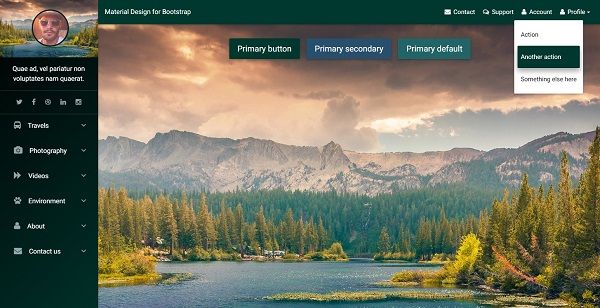 Material Design for Bootstrap
Contact
Support
Account
Profile
Action
Another action
Something else here
Primary button
Primary secondary
Primary default
Quae ad, vel pariatur non
voluptates nam quaerat.
Travels
Photography
Videos
Environment
About
Contact us